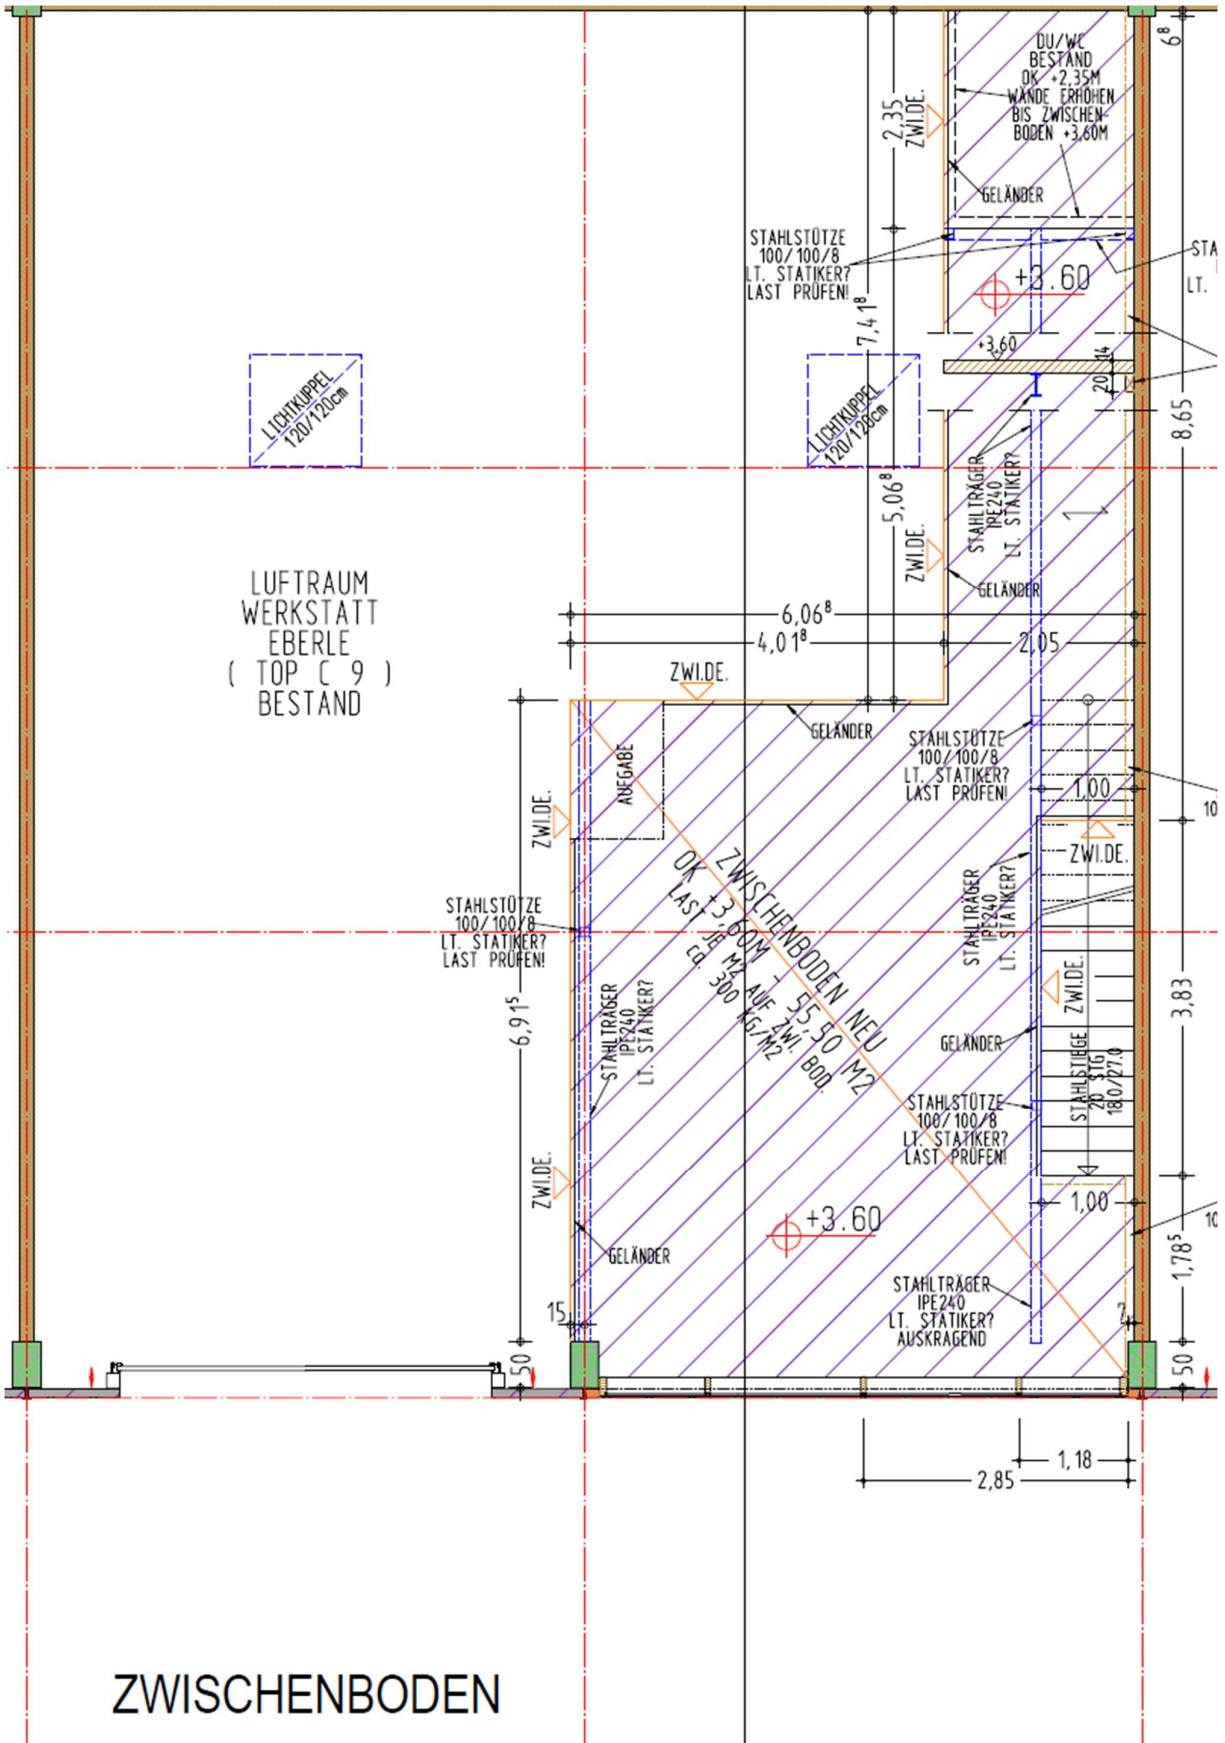 DU/WC
BESTAND
OK +2,35M
WÄNDE ERHÖHEN
BIS ZWISCHEN-
BODEN +3,60M
6⁸
2,35
ZWI.DE.
GELÄNDER
STAHLSTÜTZE
100/100/8
LT. STATIKER?
LAST PRÜFEN!
STA
LT.
+3.60
7,41⁸
+3,60
14
20
LICHTKUPPEL
120/120cm
LICHTKUPPEL
120/120cm
8,65
5,06⁸
ZWI.DE.
STAHLTRÄGER
IPE240
LT. STATIKER?
GELÄNDER
LUFTRAUM
WERKSTATT
EBERLE
( TOP C 9 )
BESTAND
6,06⁸
4,01⁸
2,05
ZWI.DE.
GELÄNDER
STAHLSTÜTZE
100/100/8
LT. STATIKER?
LAST PRÜFEN!
AUFGABE
1,00
10
ZWI.DE.
ZWI.DE.
ZWISCHENBODEN NEU
OK +3,60M - 55,50 M2
LAST JE M2 AUF ZWI. BOD.
CA. 300 KG/M2
STAHLTRÄGER
IPE240
LT. STATIKER?
STAHLSTÜTZE
100/100/8
LT. STATIKER?
LAST PRÜFEN!
6,91⁵
STAHLTRÄGER
IPE240
LT. STATIKER?
ZWI.DE.
3,83
GELÄNDER
STAHLSTIEGE
20 STG
18.0/27.0
STAHLSTÜTZE
100/100/8
LT. STATIKER?
LAST PRÜFEN!
ZWI.DE.
1,00
10
+3.60
GELÄNDER
1,78⁵
STAHLTRÄGER
IPE240
LT. STATIKER?
AUSKRAGEND
15
7
50
50
1,18
2,85
ZWISCHENBODEN